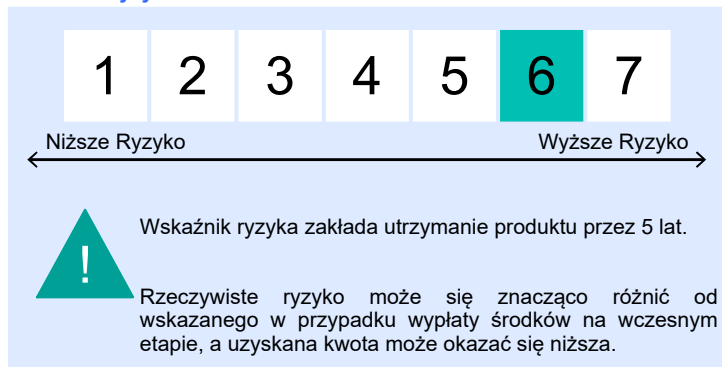 1 2 3 4 5 6 7
Niższe Ryzyko Wyższe Ryzyko
Wskaźnik ryzyka zakłada utrzymanie produktu przez 5 lat.
!
Rzeczywiste ryzyko może się znacząco różnić od
wskazanego w przypadku wypłaty środków na wczesnym
etapie, a uzyskana kwota może okazać się niższa.